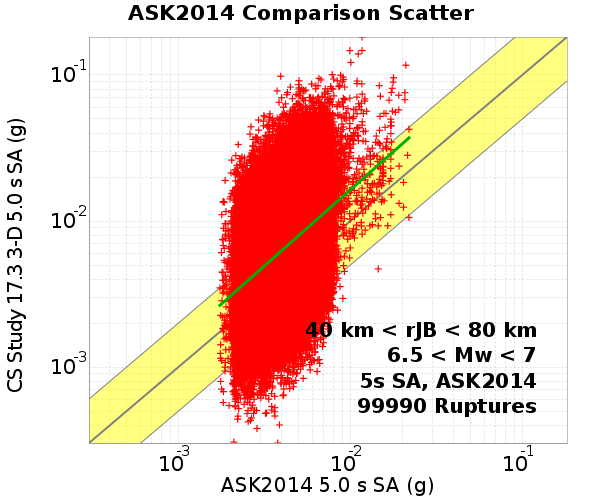 ASK2014 Comparison Scatter
CS Study 17.3 3-D 5.0 s SA (g)
10-1
10-2
10-3
40 km < rJB < 80 km
6.5 < Mw < 7
5s SA, ASK2014
99990 Ruptures
10-3 10-2 10-1
ASK2014 5.0 s SA (g)